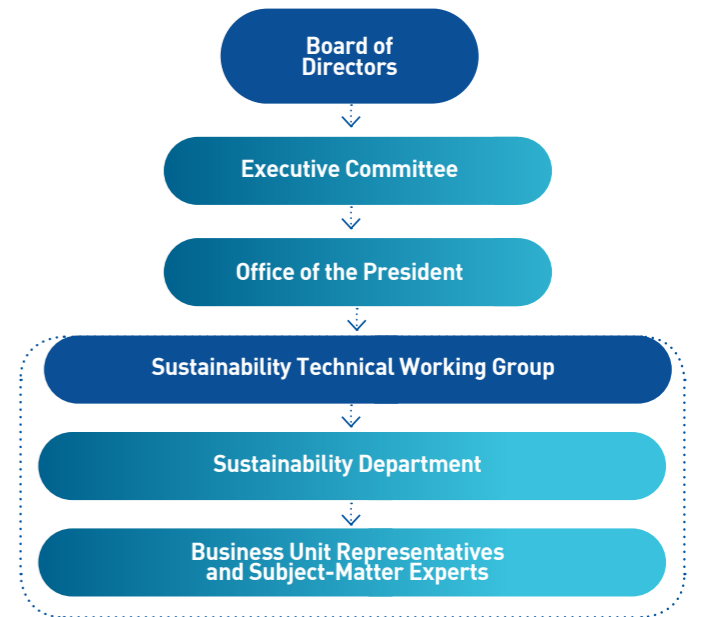 Board of
Directors
Executive Committee
Office of the President
Sustainability Technical Working Group
Sustainability Department
Business Unit Representatives
and Subject-Matter Experts